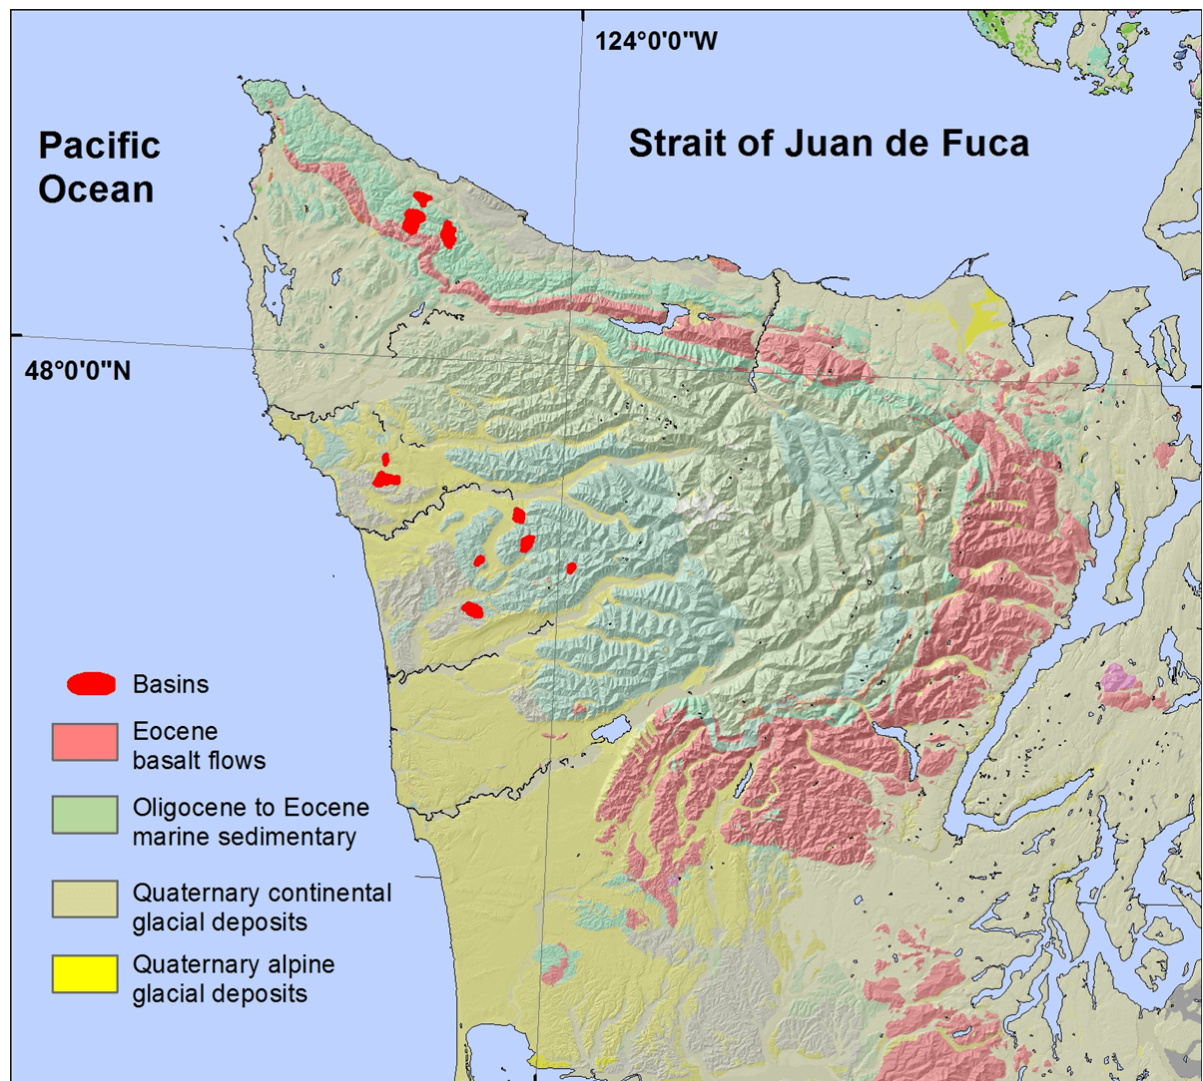 124°0'0"W
Pacific
Ocean
Strait of Juan de Fuca
48°0'0"N
Basins
Eocene
basalt flows
Oligocene to Eocene
marine sedimentary
Quaternary continental
glacial deposits
Quaternary alpine
glacial deposits